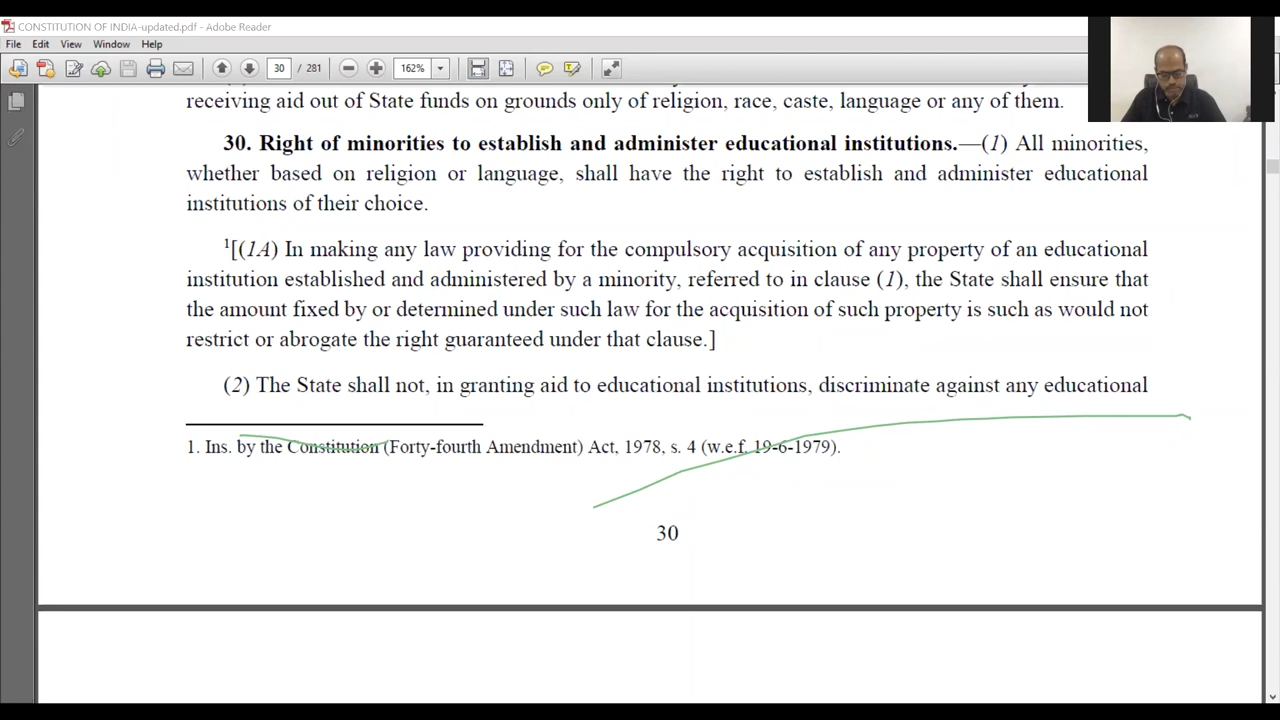 CONSTITUTION OF INDIA-updated.pdf - Adobe Reader
File Edit View Window Help
30 / 281 162%
receiving aid out of State funds on grounds only of religion, race, caste, language or any of them.
30. Right of minorities to establish and administer educational institutions.—(1) All minorities,
whether based on religion or language, shall have the right to establish and administer educational
institutions of their choice.
1[(1A) In making any law providing for the compulsory acquisition of any property of an educational
institution established and administered by a minority, referred to in clause (1), the State shall ensure that
the amount fixed by or determined under such law for the acquisition of such property is such as would not
restrict or abrogate the right guaranteed under that clause.]
(2) The State shall not, in granting aid to educational institutions, discriminate against any educational
1. Ins. by the Constitution (Forty-fourth Amendment) Act, 1978, s. 4 (w.e.f. 19-6-1979).
30